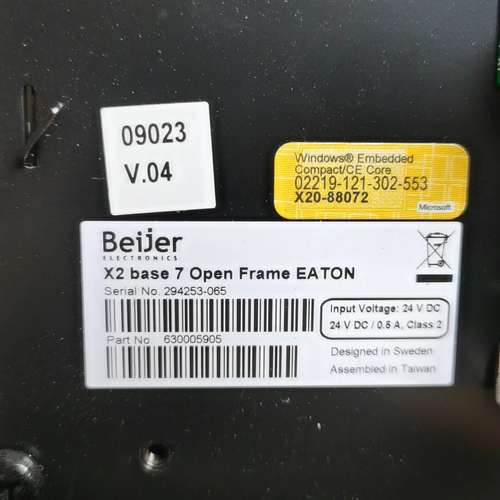 09023
V.04
Windows® Embedded
Compact/CE Core
02219-121-302-553
X20-88072
Microsoft
Beijer
ELECTRONICS
X2 base 7 Open Frame EATON
Serial No. 294253-065
Input Voltage: 24 V DC
24 V DC / 0.5 A, Class 2
Part No 630005905
Designed in Sweden
Assembled in Taiwan